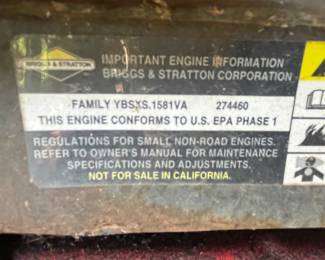 BRIGGS & STRATTON
IMPORTANT ENGINE INFORMATION
BRIGGS & STRATTON CORPORATION
FAMILY YBSXS.1581VA 274460
THIS ENGINE CONFORMS TO U.S. EPA PHASE 1
REGULATIONS FOR SMALL NON-ROAD ENGINES.
REFER TO OWNER'S MANUAL FOR MAINTENANCE
SPECIFICATIONS AND ADJUSTMENTS.
NOT FOR SALE IN CALIFORNIA.